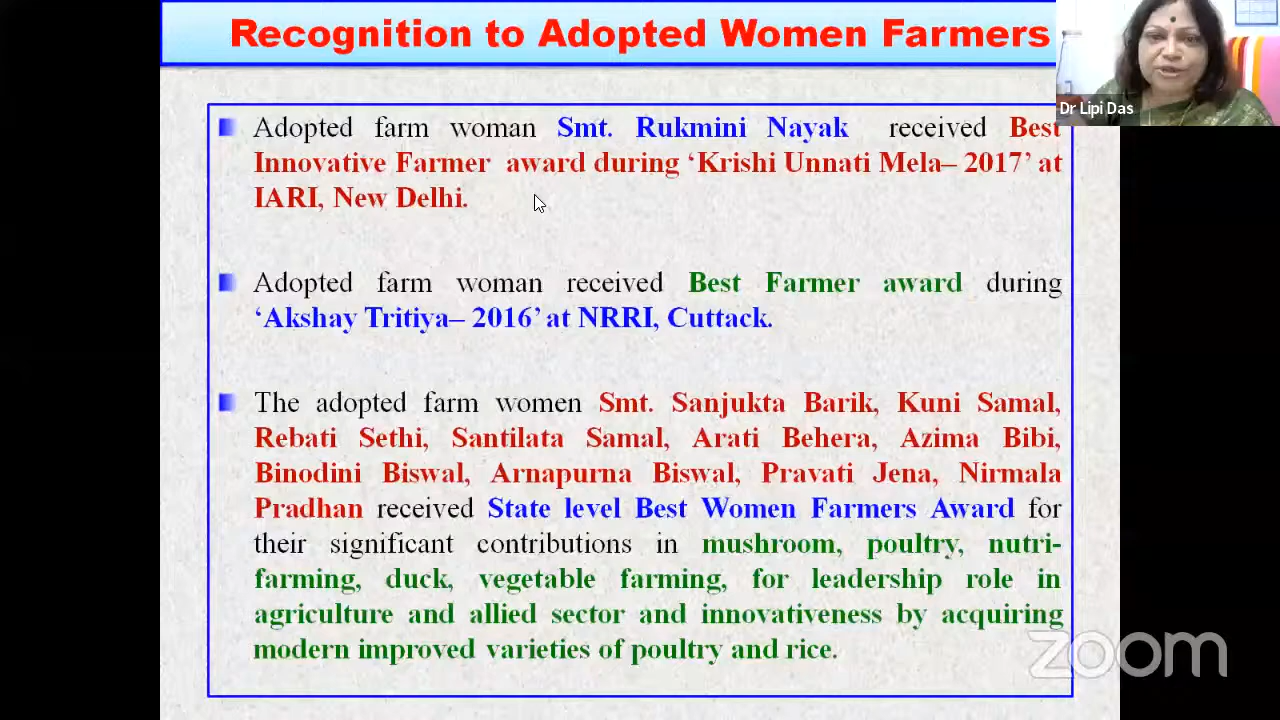 Recognition to Adopted Women Farmers
Dr Lipi Das
Adopted farm woman Smt. Rukmini Nayak received Best
Innovative Farmer award during ‘Krishi Unnati Mela– 2017’ at
IARI, New Delhi.
Adopted farm woman received Best Farmer award during
‘Akshay Tritiya– 2016’ at NRRI, Cuttack.
The adopted farm women Smt. Sanjukta Barik, Kuni Samal,
Rebati Sethi, Santilata Samal, Arati Behera, Azima Bibi,
Binodini Biswal, Arnapurna Biswal, Pravati Jena, Nirmala
Pradhan received State level Best Women Farmers Award for
their significant contributions in mushroom, poultry, nutri-
farming, duck, vegetable farming, for leadership role in
agriculture and allied sector and innovativeness by acquiring
modern improved varieties of poultry and rice.
zoom